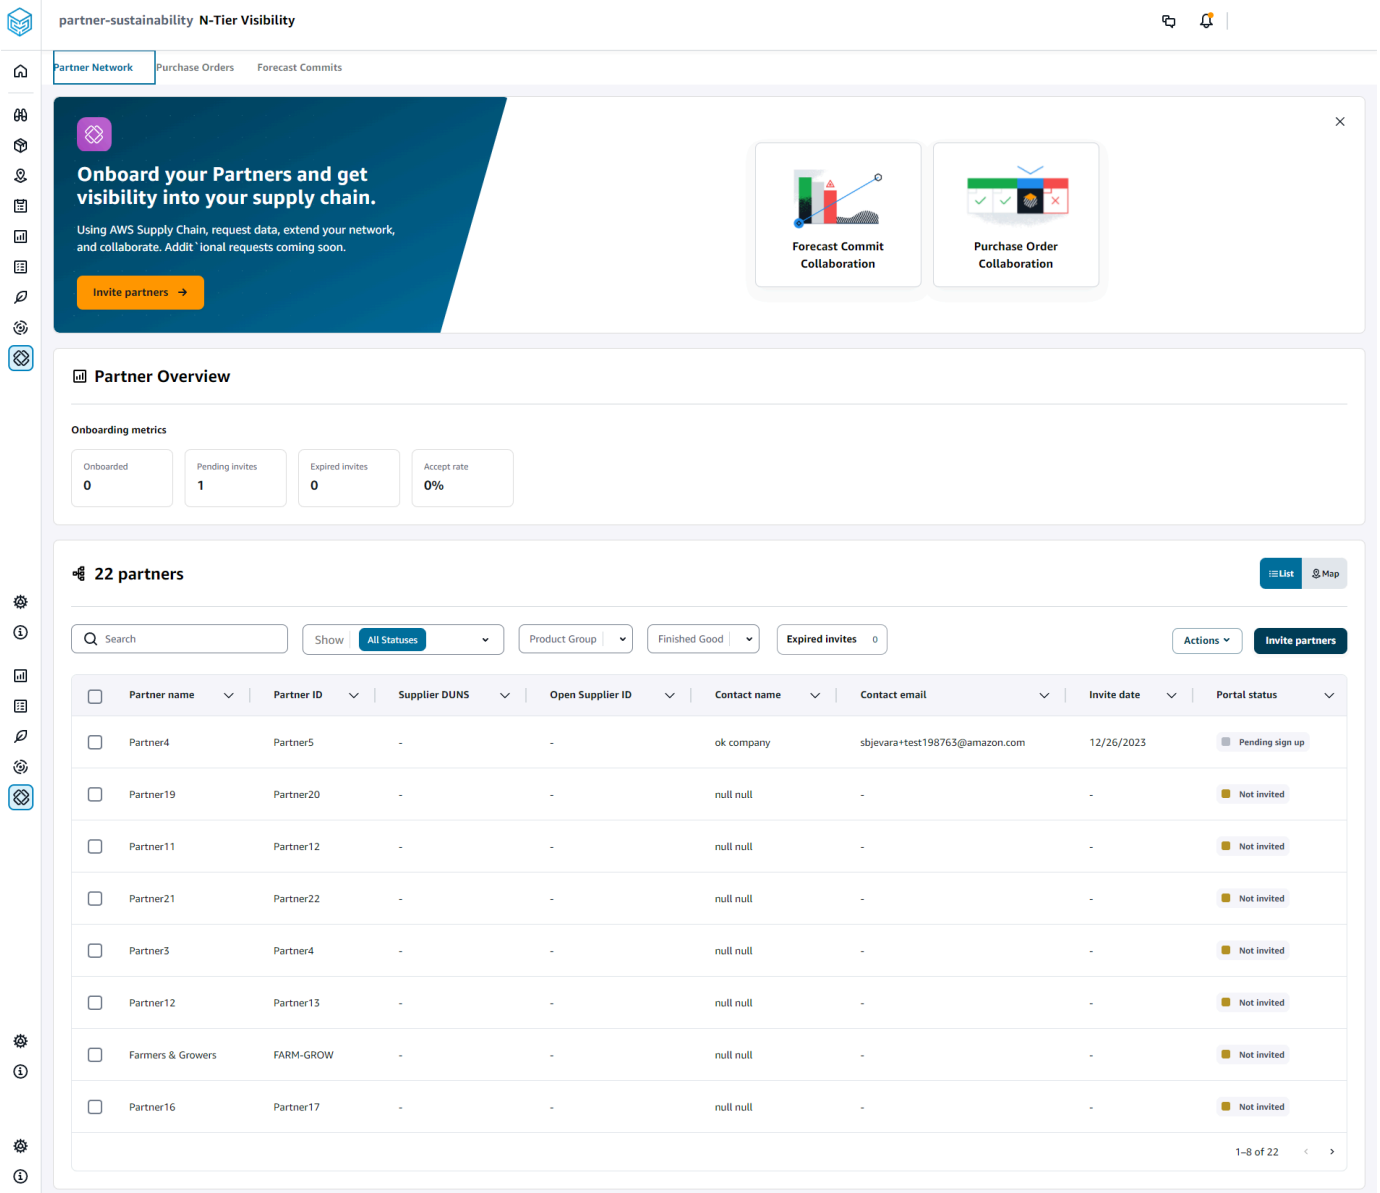 partner-sustainability N-Tier Visibility
Partner Network Purchase Orders Forecast Commits
Onboard your Partners and get
visibility into your supply chain.
Using AWS Supply Chain, request data, extend your network,
and collaborate. Addit`ional requests coming soon.
Invite partners →
Forecast Commit
Collaboration
Purchase Order
Collaboration
Partner Overview
Onboarding metrics
Onboarded Pending invites Expired invites Accept rate
0 1 0 0%
22 partners
List Map
Search Show All Statuses Product Group Finished Good Expired invites 0 Actions Invite partners
Partner name Partner ID Supplier DUNS Open Supplier ID Contact name Contact email Invite date Portal status
Partner4 Partner5 - - ok company sbjevara+test198763@amazon.com 12/26/2023 Pending sign up
Partner19 Partner20 - - null null - - Not invited
Partner11 Partner12 - - null null - - Not invited
Partner21 Partner22 - - null null - - Not invited
Partner3 Partner4 - - null null - - Not invited
Partner12 Partner13 - - null null - - Not invited
Farmers & Growers FARM-GROW - - null null - - Not invited
Partner16 Partner17 - - null null - - Not invited
1–8 of 22